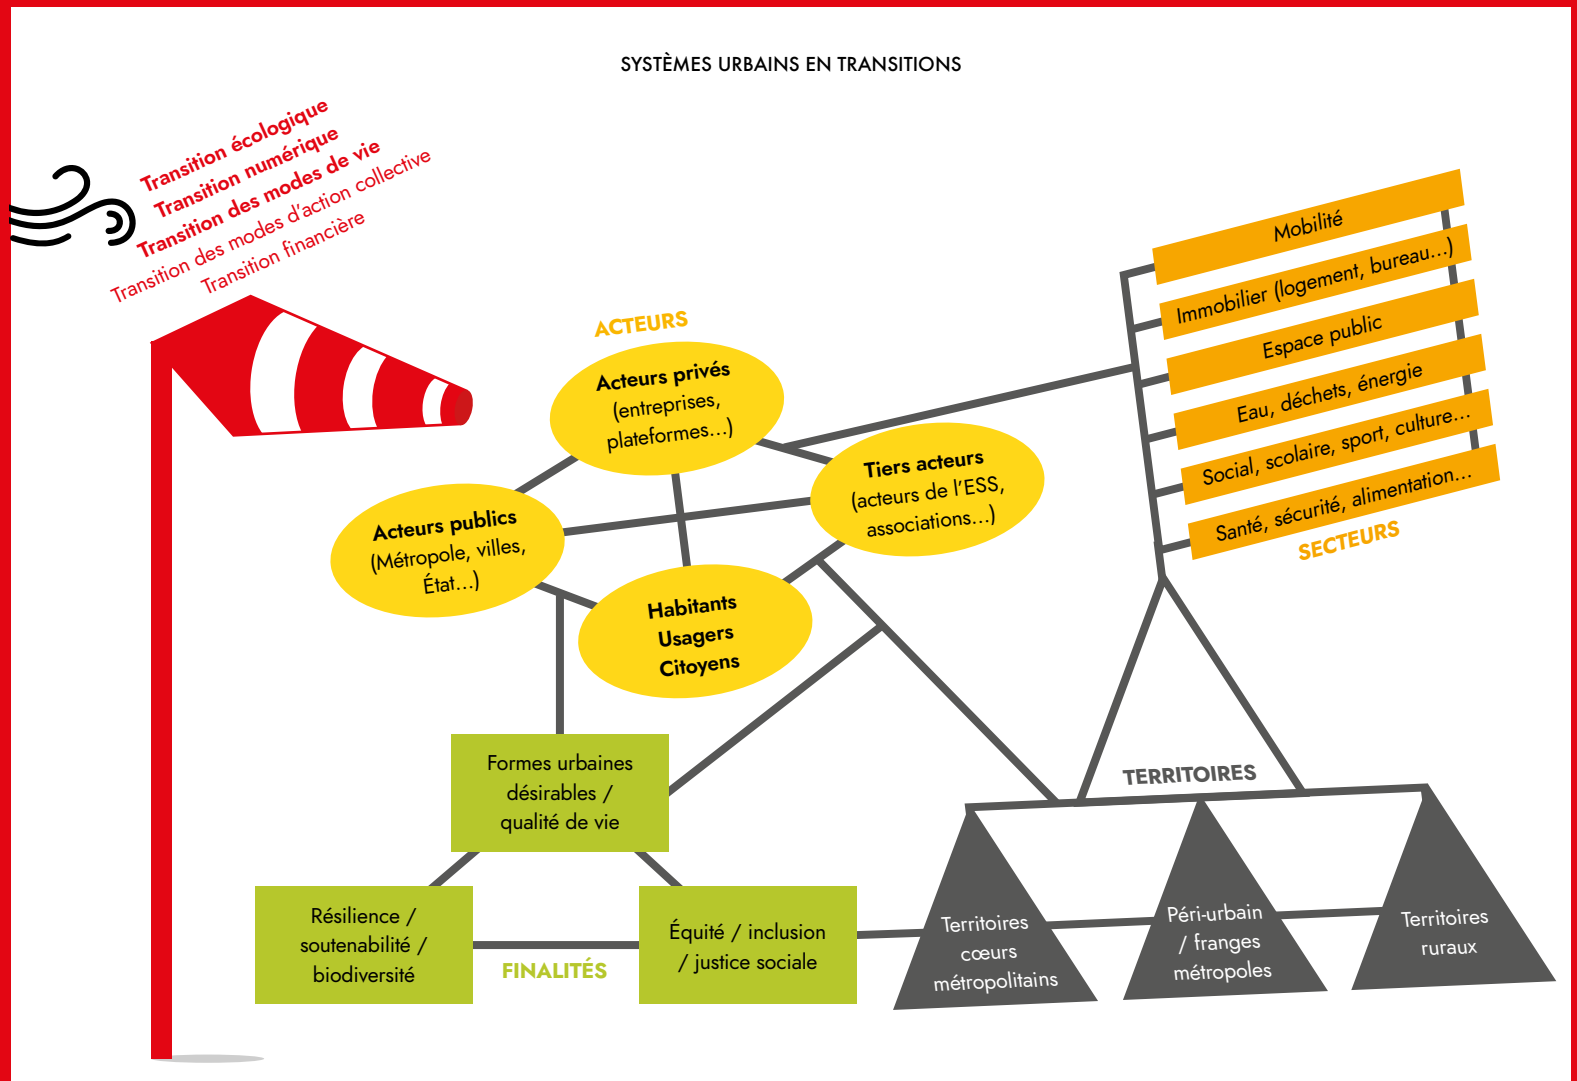 SYSTÈMES URBAINS EN TRANSITIONS
Transition écologique
Transition numérique
Transition des modes de vie
Transition des modes d'action collective
Transition financière
ACTEURS
Acteurs privés
(entreprises,
plateformes...)
Tiers acteurs
(acteurs de l'ESS,
associations...)
Acteurs publics
(Métropole, villes,
État...)
Habitants
Usagers
Citoyens
Mobilité
Immobilier (logement, bureau...)
Espace public
Eau, déchets, énergie
Social, scolaire, sport, culture...
Santé, sécurité, alimentation...
SECTEURS
Formes urbaines
désirables /
qualité de vie
Résilience /
soutenabilité /
biodiversité
FINALITÉS
Équité / inclusion
/ justice sociale
TERRITOIRES
Territoires
cœurs
métropolitains
Péri-urbain
/ franges
métropoles
Territoires
ruraux